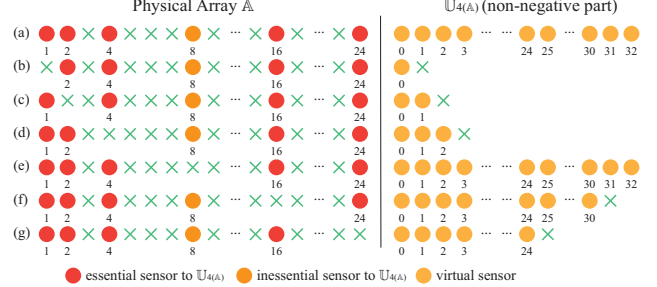 Physical Array 𝔸 𝕌4(𝔸) (non-negative part)
(a) ... ... ... ...
1 2 4 8 16 24 0 1 2 3 24 25 30 31 32
(b) ... ...
2 4 8 16 24 0
(c) ... ...
1 4 8 16 24 0 1
(d) ... ...
1 2 8 16 24 0 1 2
(e) ... ... ... ... ...
1 2 4 16 24 0 1 2 3 24 25 30 31 32
(f) ... ... ... ... ...
1 2 4 8 24 0 1 2 3 24 25 30
(g) ... ... ... ...
1 2 4 8 16 0 1 2 3 24
essential sensor to 𝕌4(𝔸) inessential sensor to 𝕌4(𝔸) virtual sensor